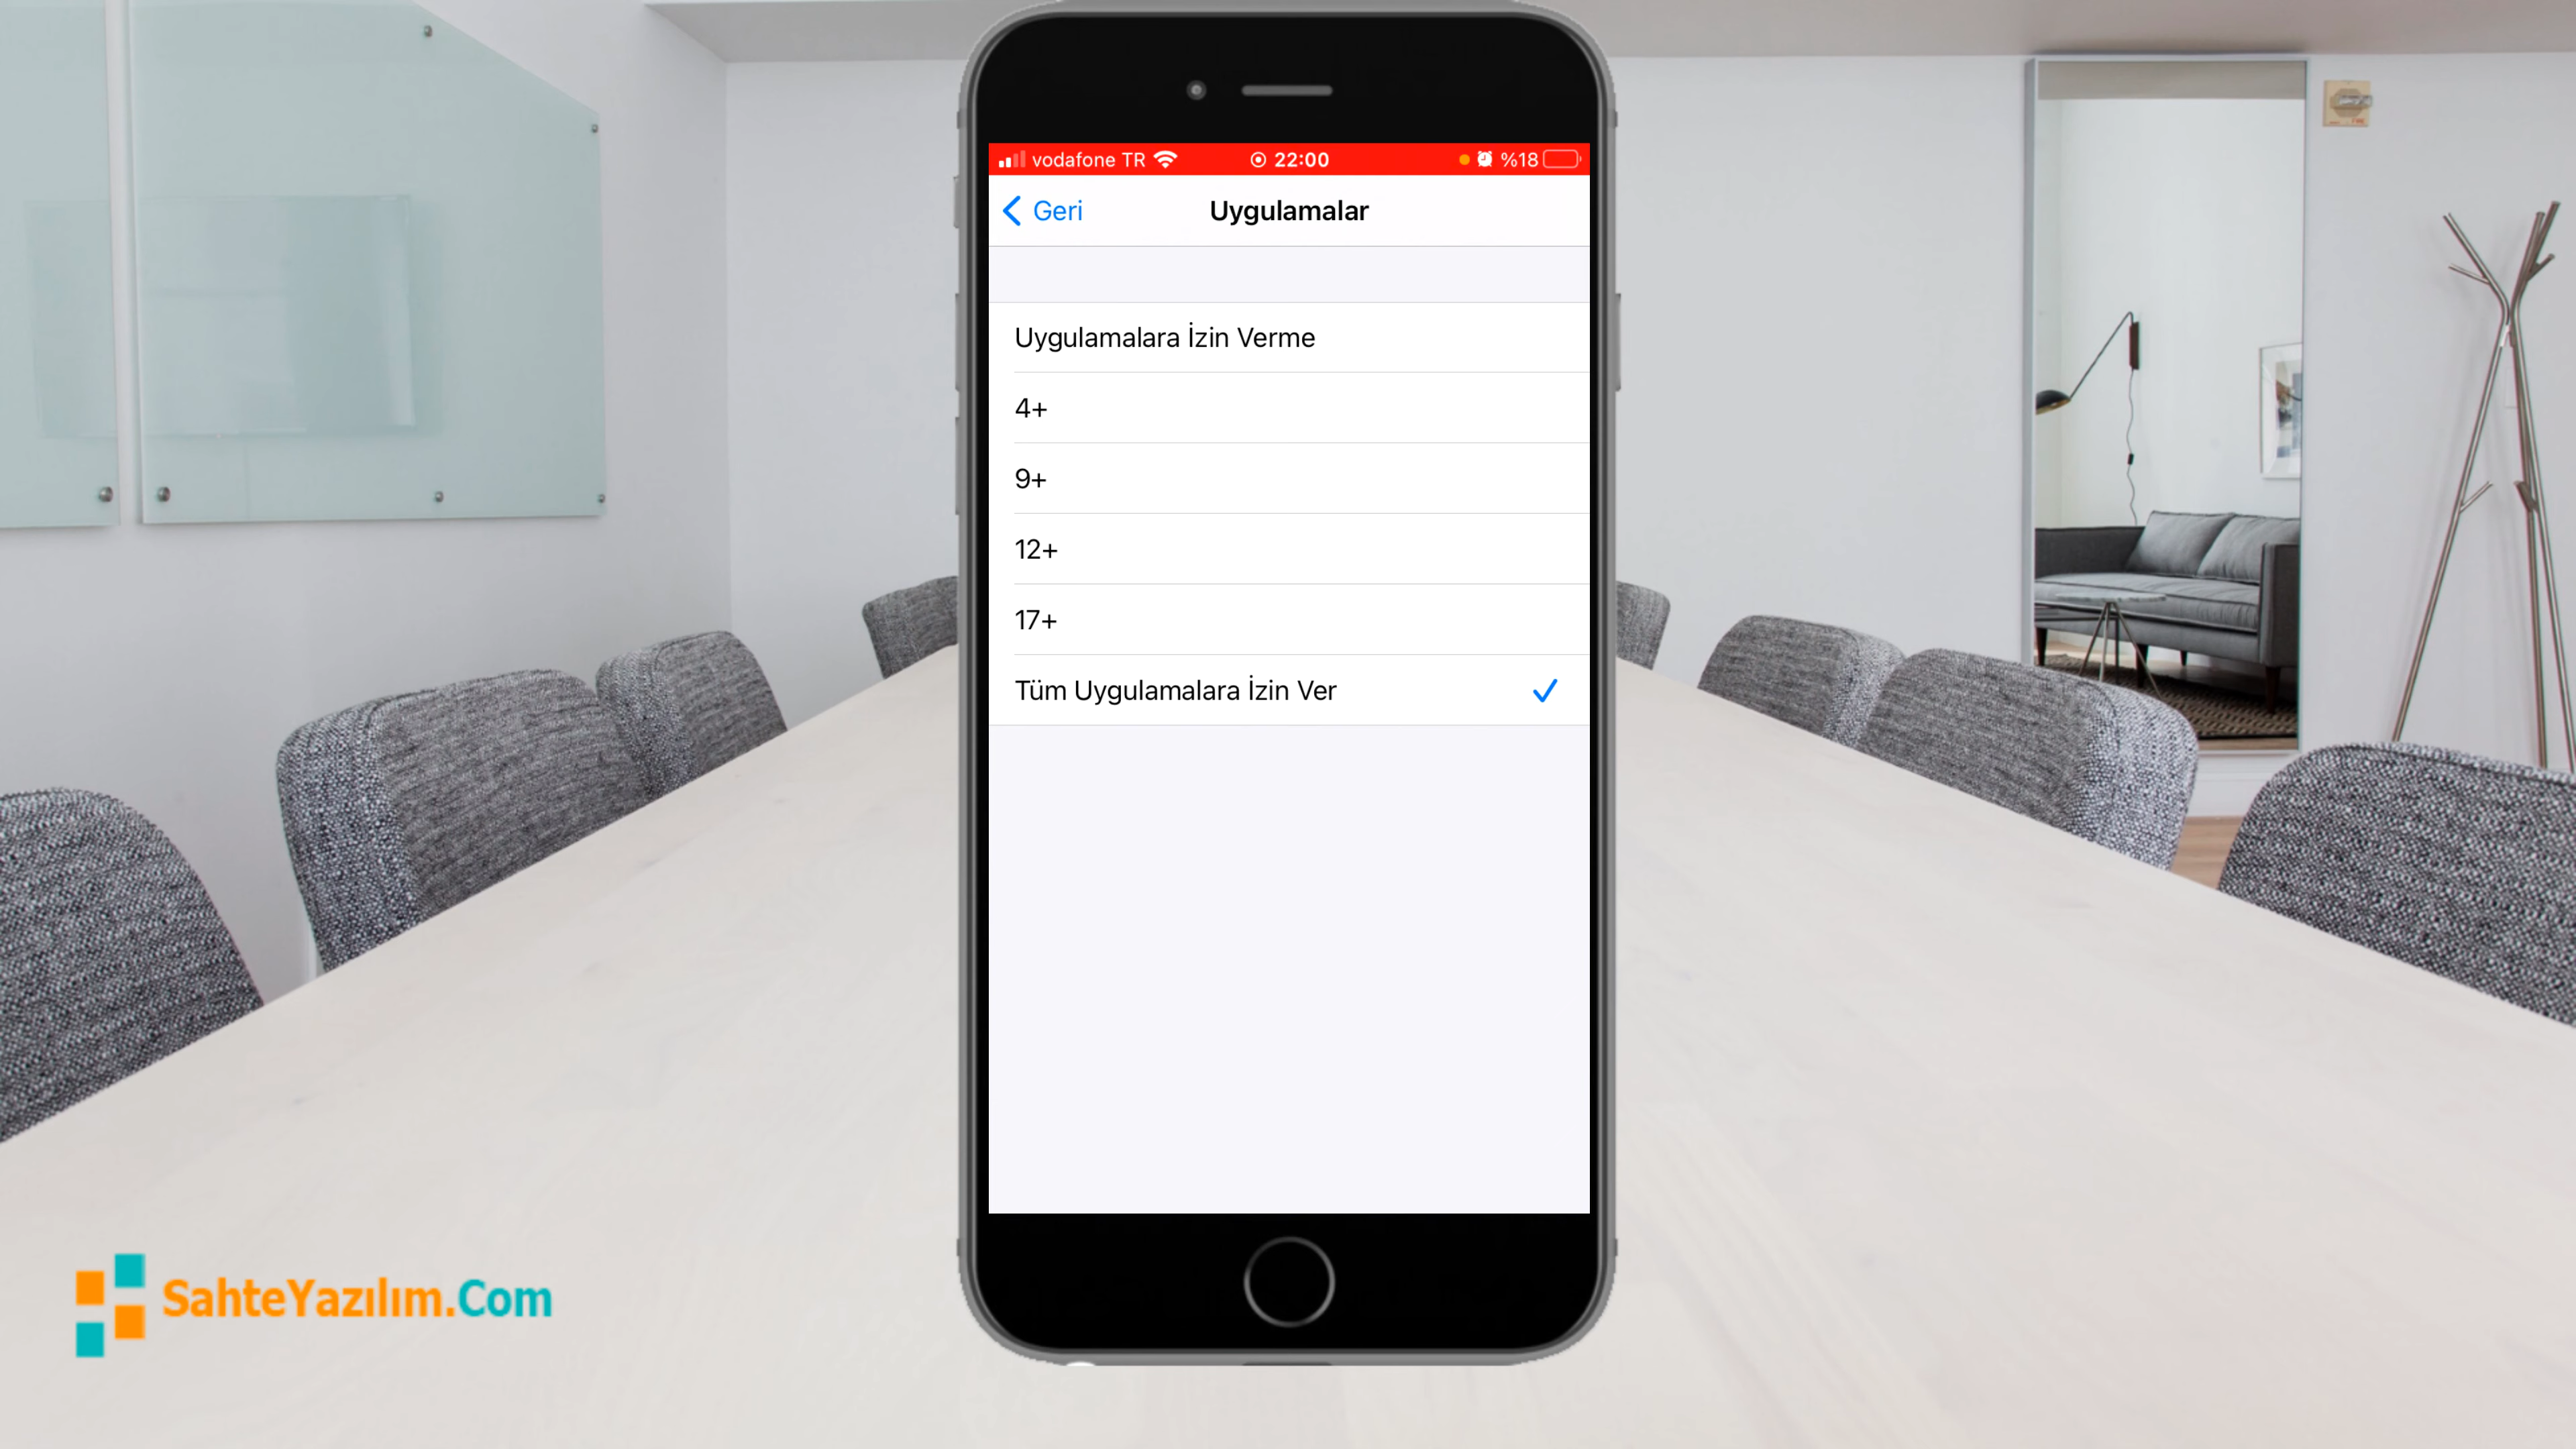 vodafone TR 22:00 %18
Geri Uygulamalar
Uygulamalara İzin Verme
4+
9+
12+
17+
Tüm Uygulamalara İzin Ver
SahteYazılım.Com